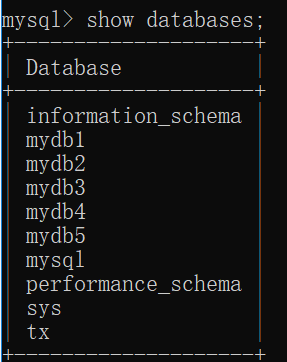 mysql> show databases;
+--------------------+
| Database           |
+--------------------+
| information_schema |
| mydb1              |
| mydb2              |
| mydb3              |
| mydb4              |
| mydb5              |
| mysql              |
| performance_schema |
| sys                |
| tx                 |
+--------------------+